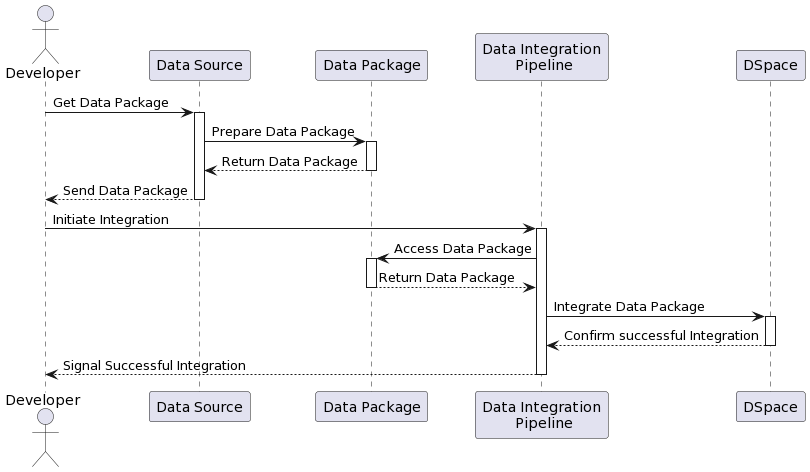 Developer
Data Source
Data Package
Data Integration
Pipeline
DSpace
Get Data Package
Prepare Data Package
Return Data Package
Send Data Package
Initiate Integration
Access Data Package
Return Data Package
Integrate Data Package
Confirm successful Integration
Signal Successful Integration
Developer
Data Source
Data Package
Data Integration
Pipeline
DSpace